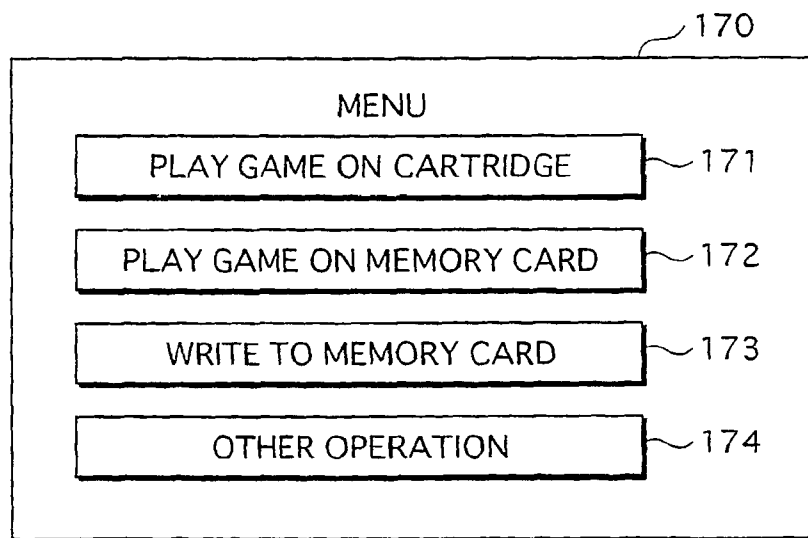 170
MENU
PLAY GAME ON CARTRIDGE 171
PLAY GAME ON MEMORY CARD 172
WRITE TO MEMORY CARD 173
OTHER OPERATION 174